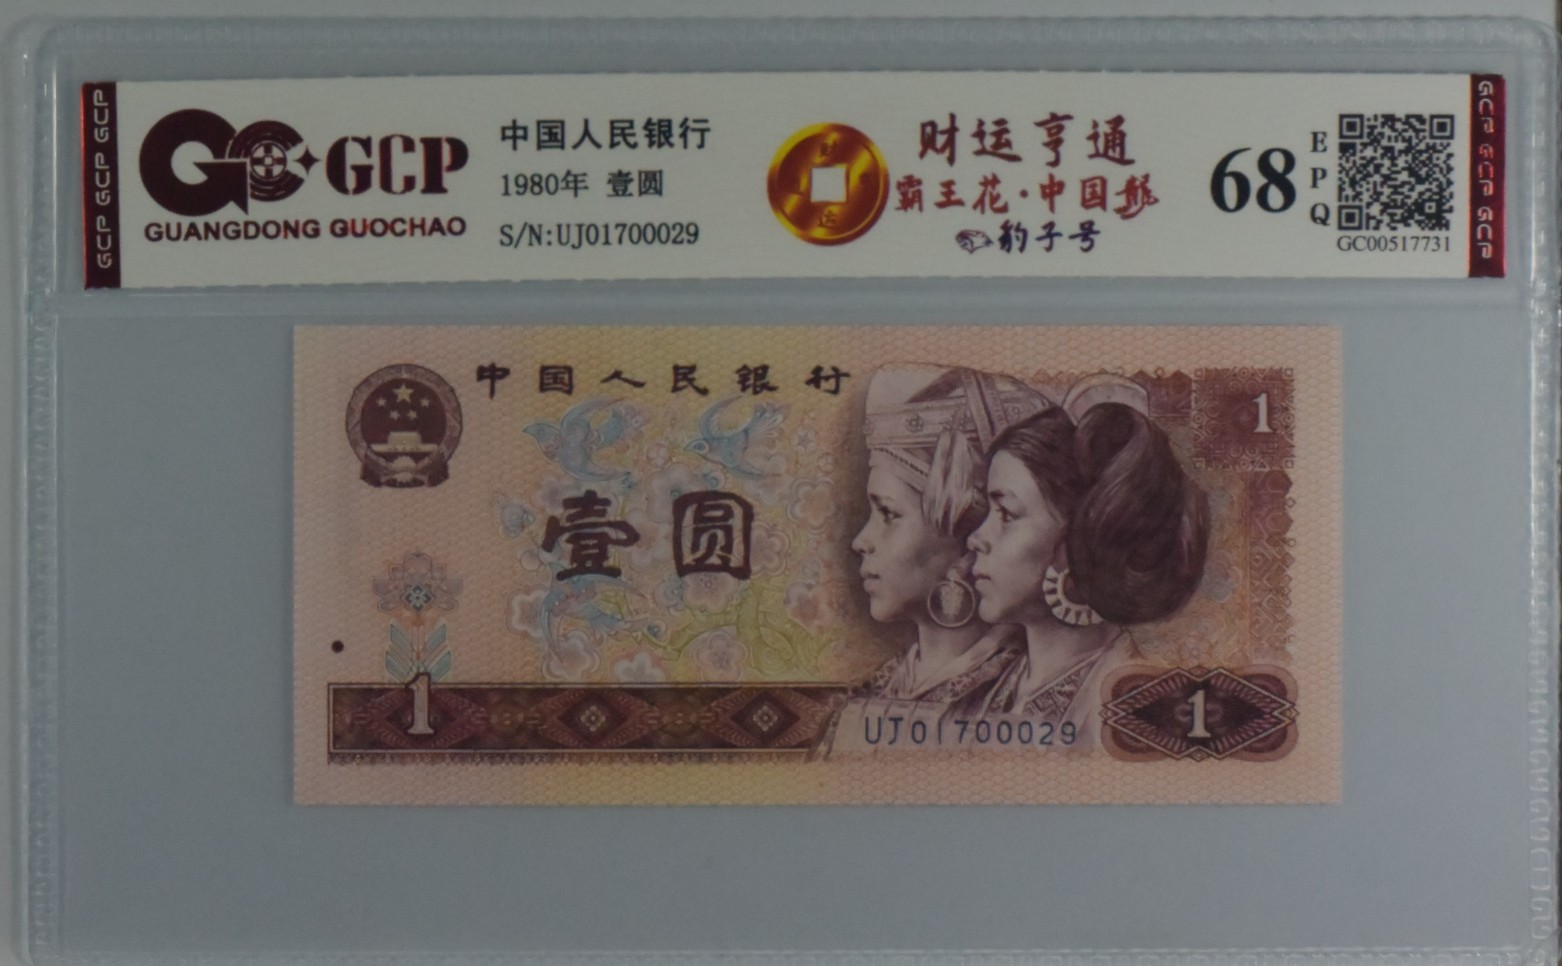 GCP GCP GCP
GCP
GUANGDONG GUOCHAO
中国人民银行
1980年 壹圆
S/N:UJ01700029
财
运
财运亨通
霸王花·中国龙
豹子号
68
EPQ
GC00517731
GCP GCP GCP
中国人民银行
1
壹圆
1
UJ01700029
1